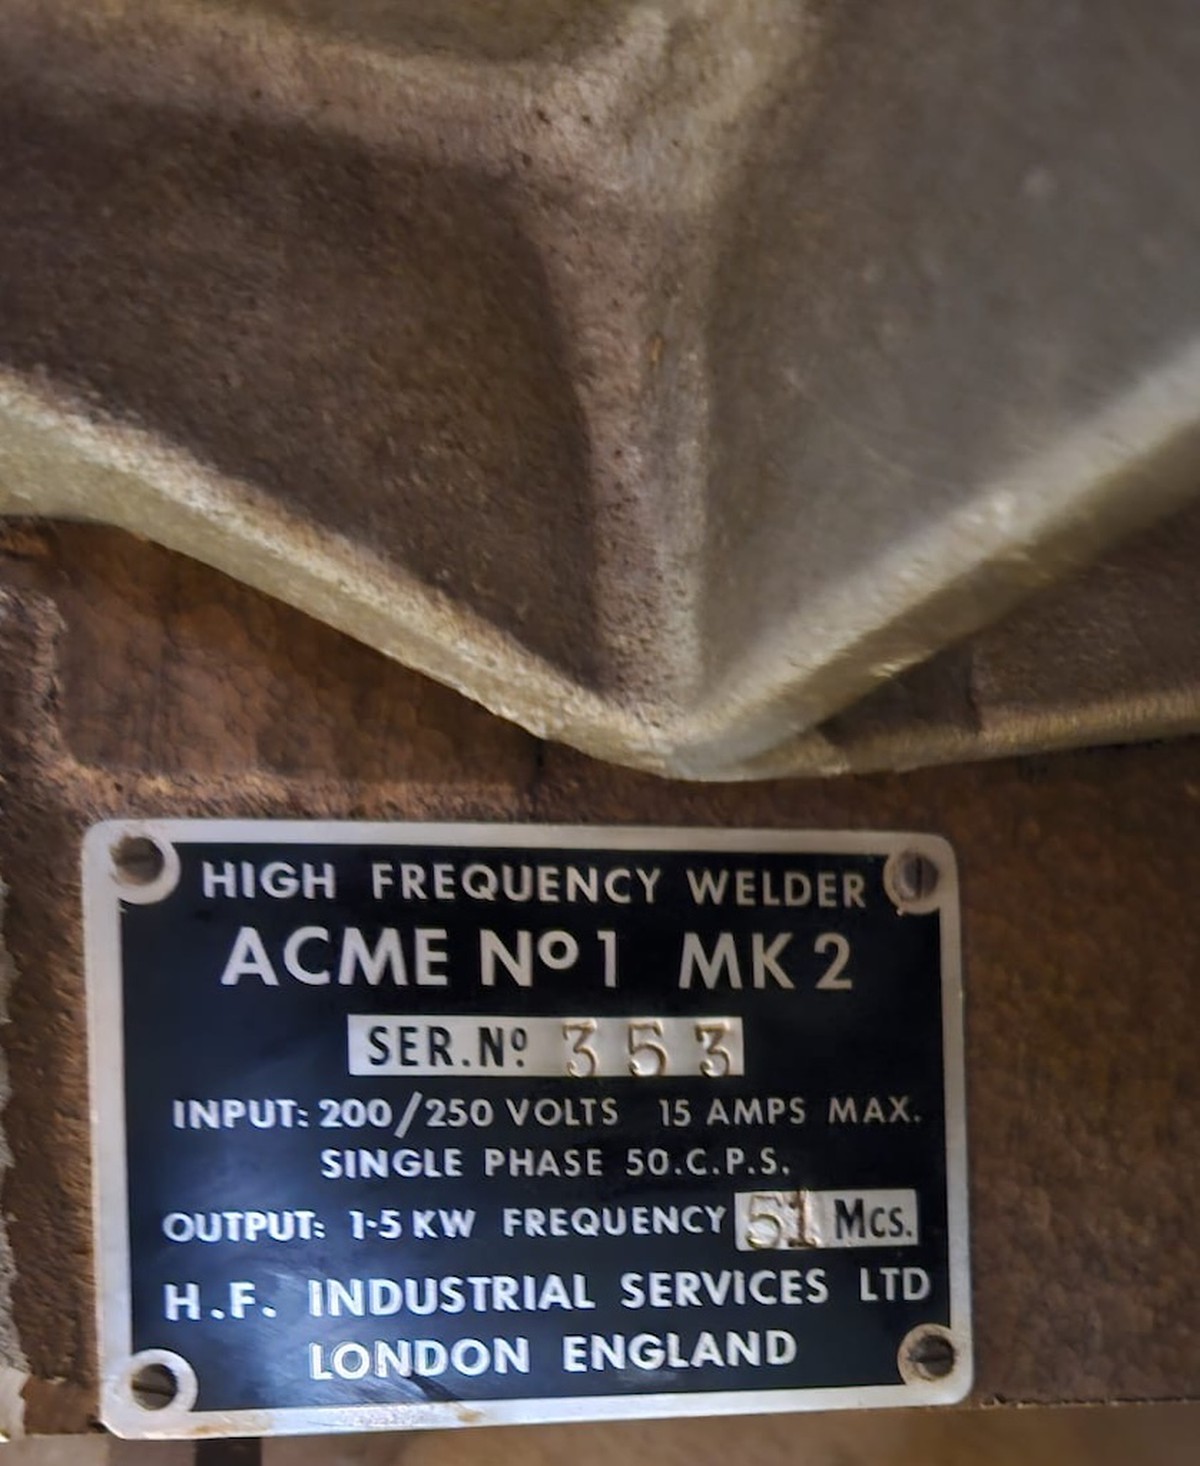 HIGH FREQUENCY WELDER
ACME Nº1 MK2
SER.Nº 353
INPUT: 200/250 VOLTS 15 AMPS MAX.
SINGLE PHASE 50.C.P.S.
OUTPUT: 1·5 KW FREQUENCY 51 Mcs.
H.F. INDUSTRIAL SERVICES LTD
LONDON ENGLAND